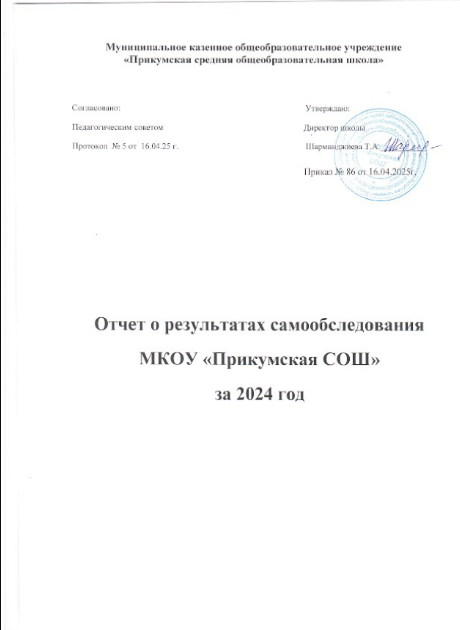 Муниципальное казенное общеобразовательное учреждение
«Прикумская средняя общеобразовательная школа»
Согласовано:
Утверждаю:
Педагогическим советом
Директор школы
Протокол № 5 от 16.04.25 г.
Шарманджиева Т.А.
Приказ № 86 от 16.04.2025г.
Отчет о результатах самообследования
МКОУ «Прикумская СОШ»
за 2024 год